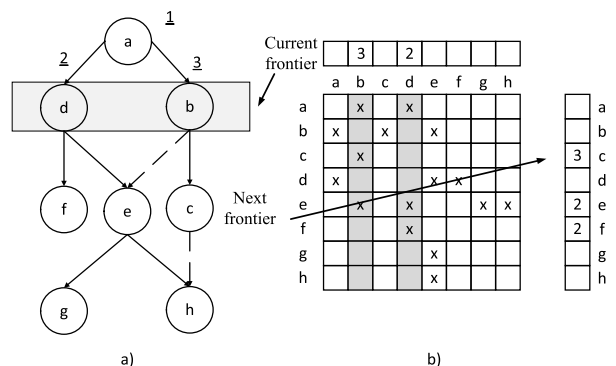 1
a
2
3
Current
frontier
d
b
f
e
c
Next
frontier
g
h
a)
3 2
a b c d e f g h
a x x
b x x x
c x
d x x x
e x x x x
f x
g x
h x
a
b
3 c
d
2 e
2 f
g
h
b)